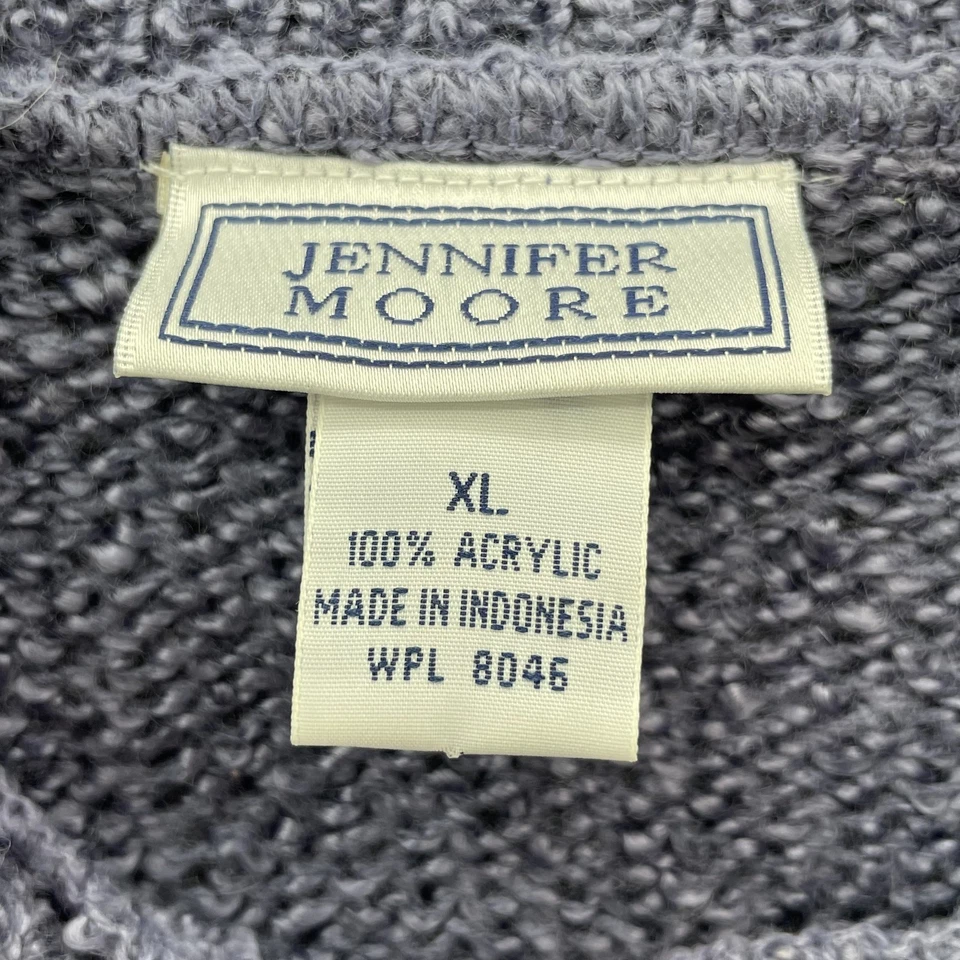 JENNIFER
MOORE
XL
100% ACRYLIC
MADE IN INDONESIA
WPL 8046